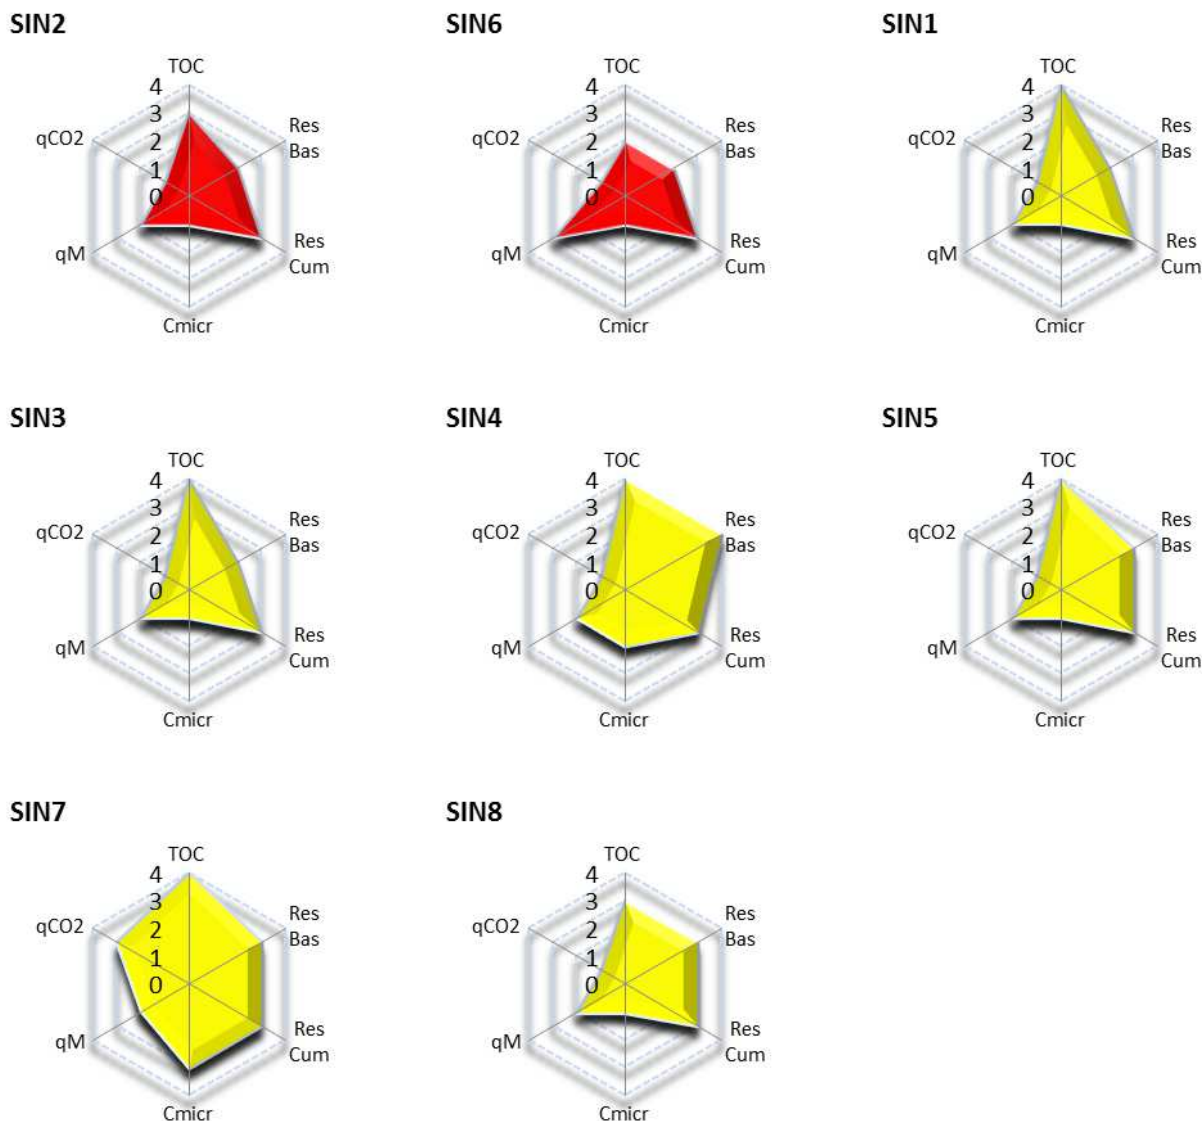 SIN2
TOC
4
3
2
1
0
qCO2
Res
Bas
qM
Res
Cum
Cmicr
SIN6
TOC
4
3
2
1
0
qCO2
Res
Bas
qM
Res
Cum
Cmicr
SIN1
TOC
4
3
2
1
0
qCO2
Res
Bas
qM
Res
Cum
Cmicr
SIN3
TOC
4
3
2
1
0
qCO2
Res
Bas
qM
Res
Cum
Cmicr
SIN4
TOC
4
3
2
1
0
qCO2
Res
Bas
qM
Res
Cum
Cmicr
SIN5
TOC
4
3
2
1
0
qCO2
Res
Bas
qM
Res
Cum
Cmicr
SIN7
TOC
4
3
2
1
0
qCO2
Res
Bas
qM
Res
Cum
Cmicr
SIN8
TOC
4
3
2
1
0
qCO2
Res
Bas
qM
Res
Cum
Cmicr